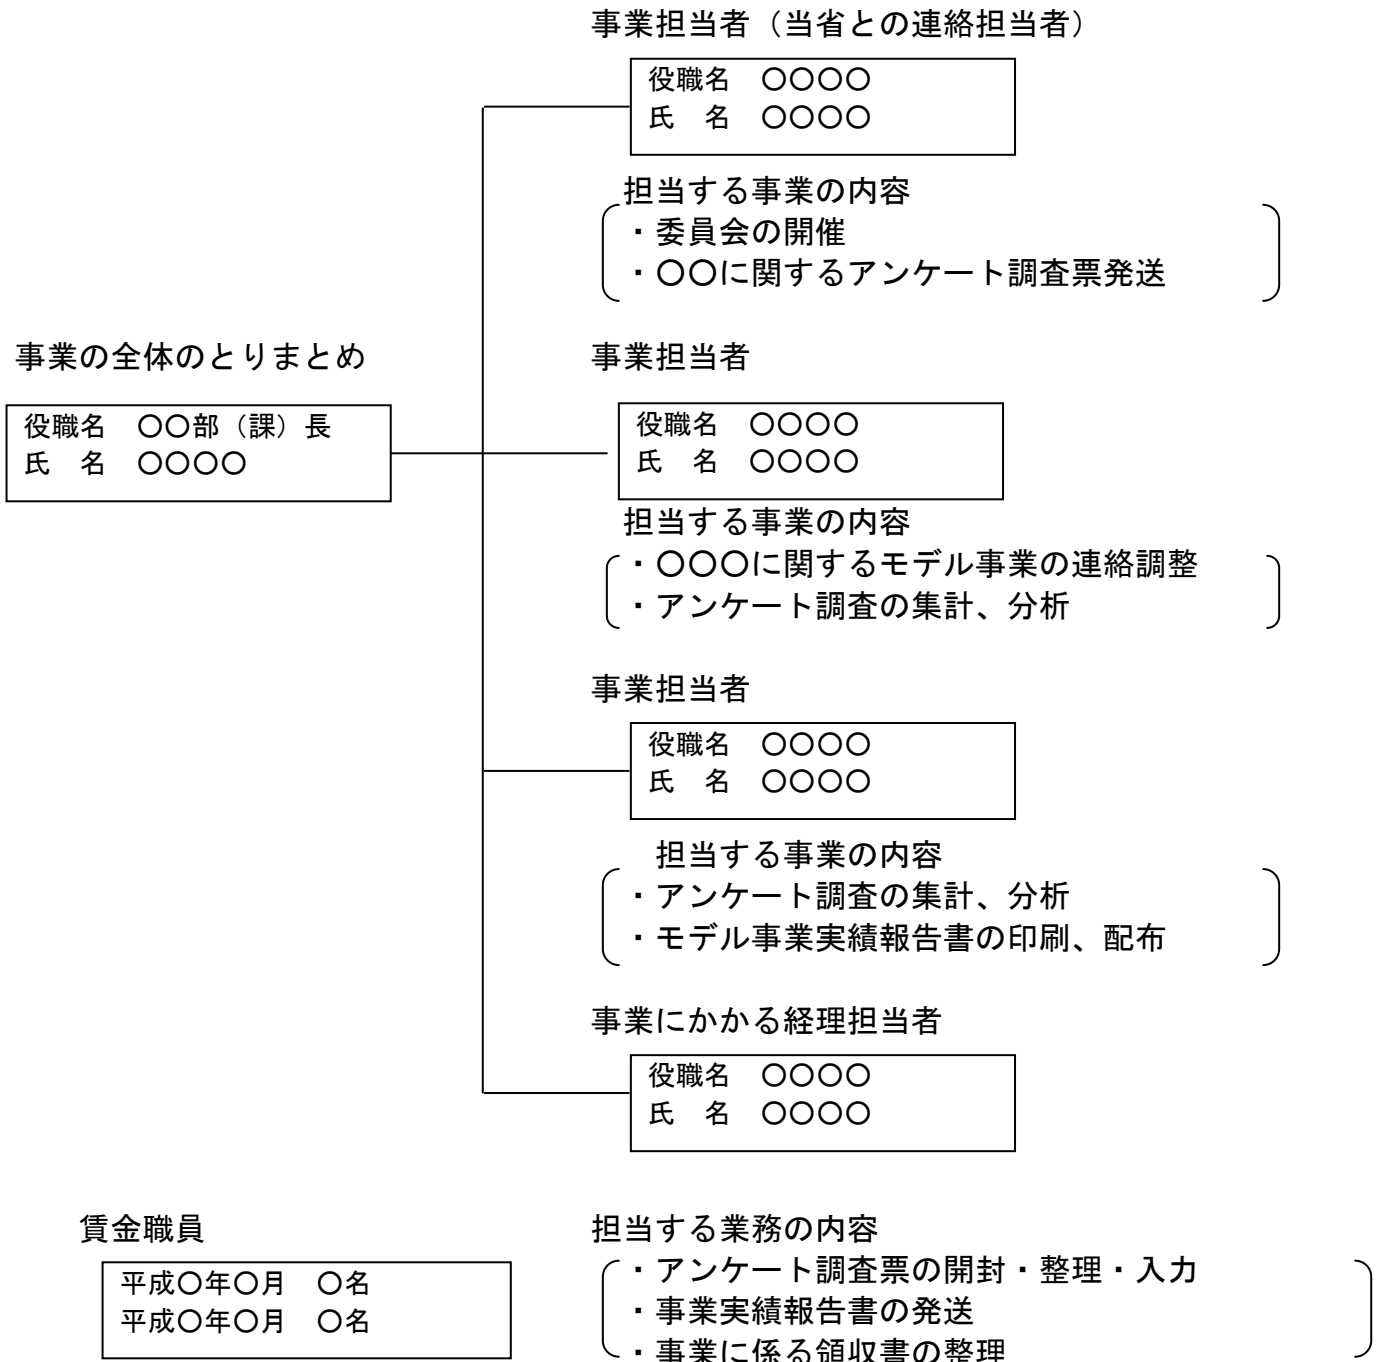 事業担当者（当省との連絡担当者）
役職名　〇〇〇〇
氏　名　〇〇〇〇
担当する事業の内容
・委員会の開催
・〇〇に関するアンケート調査票発送
事業の全体のとりまとめ
役職名　〇〇部（課）長
氏　名　〇〇〇〇
事業担当者
役職名　〇〇〇〇
氏　名　〇〇〇〇
担当する事業の内容
・〇〇〇に関するモデル事業の連絡調整
・アンケート調査の集計、分析
事業担当者
役職名　〇〇〇〇
氏　名　〇〇〇〇
担当する事業の内容
・アンケート調査の集計、分析
・モデル事業実績報告書の印刷、配布
事業にかかる経理担当者
役職名　〇〇〇〇
氏　名　〇〇〇〇
賃金職員
平成〇年〇月　〇名
平成〇年〇月　〇名
担当する業務の内容
・アンケート調査票の開封・整理・入力
・事業実績報告書の発送
・事業に係る領収書の整理